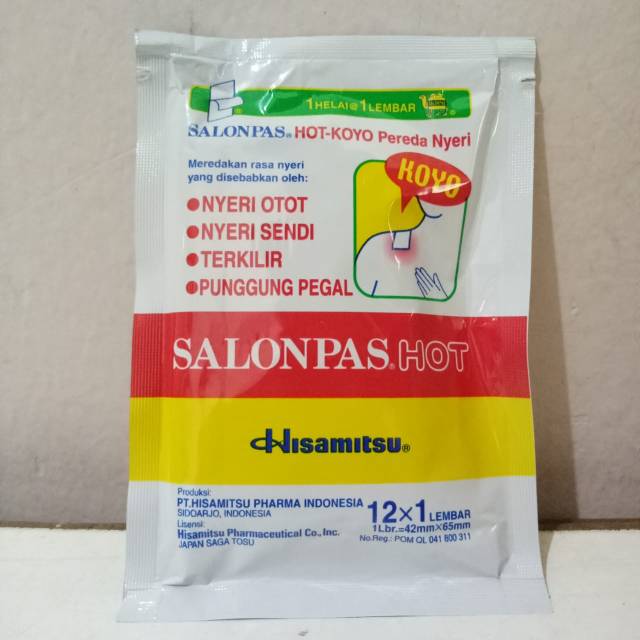 1 HELAI@1 LEMBAR
SALONPAS® HOT-KOYO Pereda Nyeri
Meredakan rasa nyeri
yang disebabkan oleh:
KOYO
●NYERI OTOT
●NYERI SENDI
●TERKILIR
●PUNGGUNG PEGAL
SALONPAS® HOT
Hisamitsu®
Produksi:
PT.HISAMITSU PHARMA INDONESIA
SIDOARJO, INDONESIA
Lisensi:
Hisamitsu Pharmaceutical Co., Inc.
JAPAN SAGA TOSU
12×1 LEMBAR
1Lbr.=42mm×65mm
No.Reg.: POM QL 041 800 311